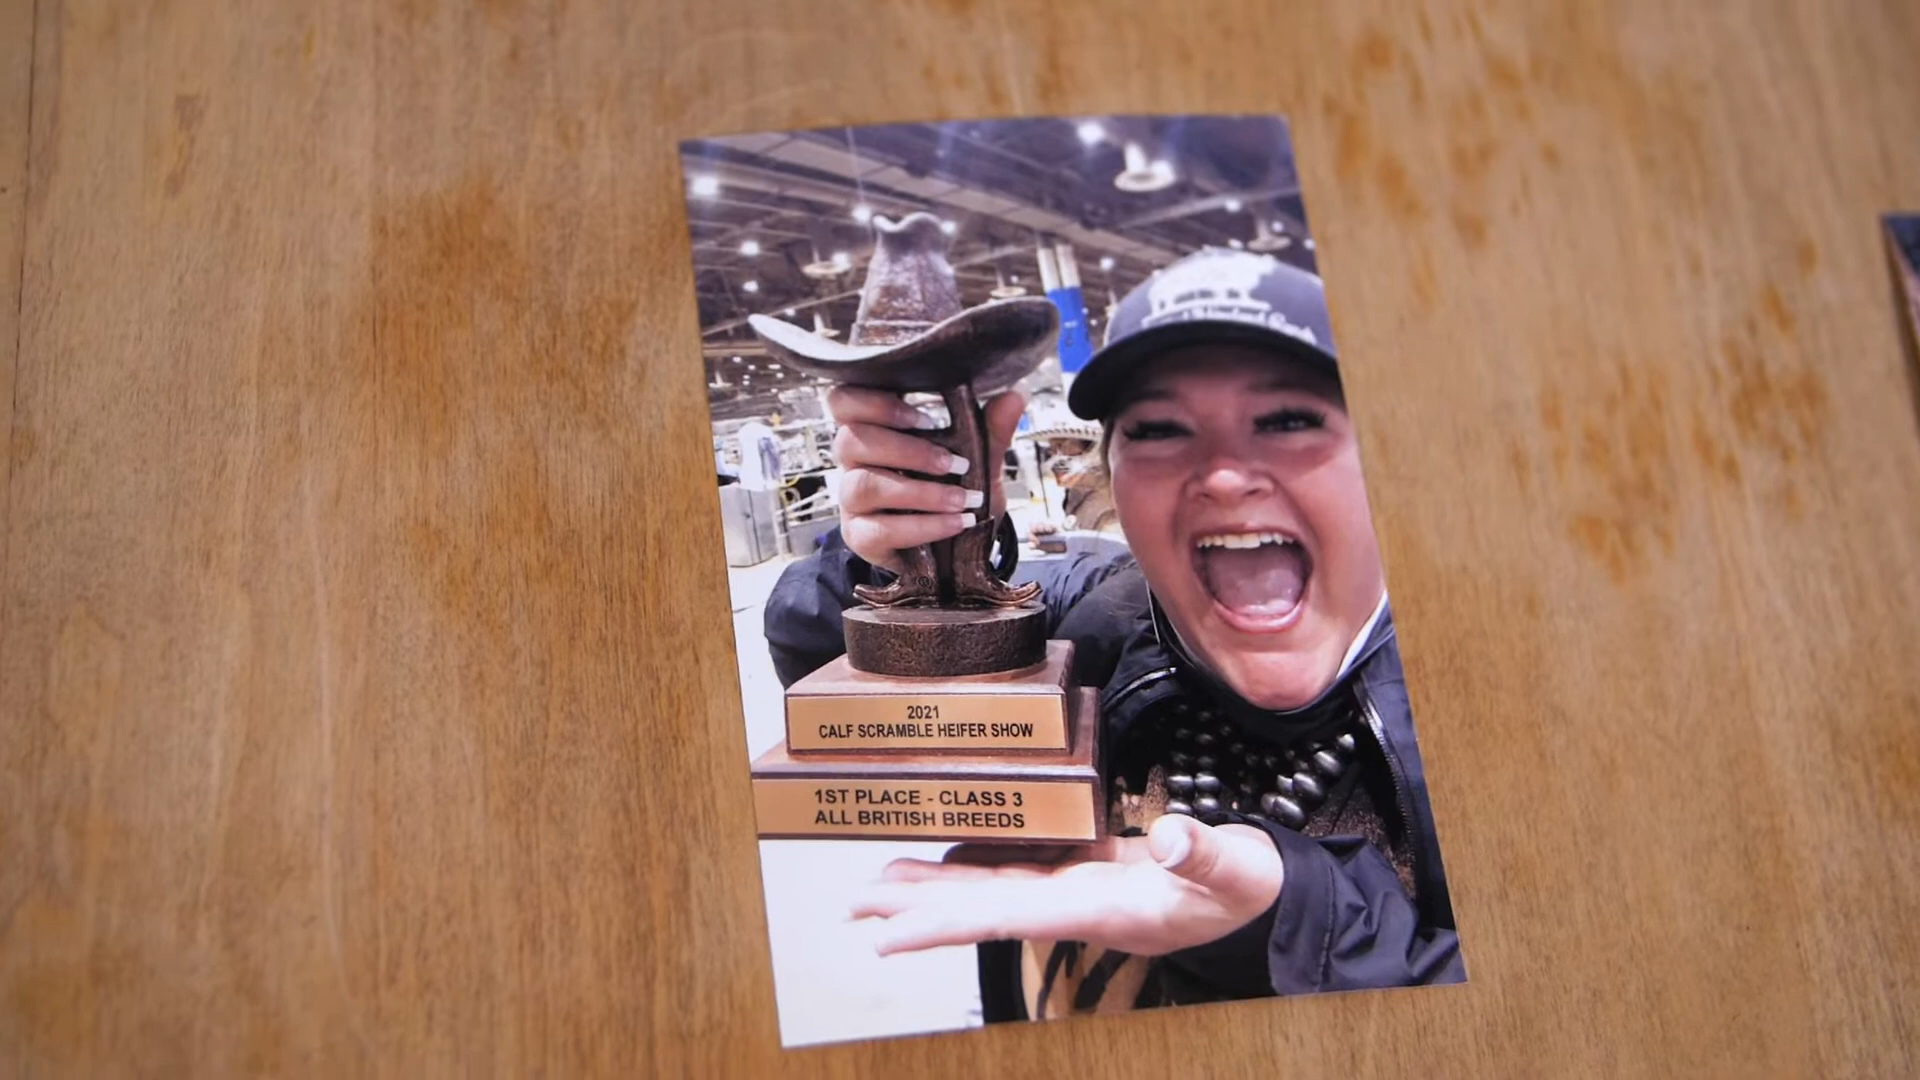 2021
CALF SCRAMBLE HEIFER SHOW
1ST PLACE - CLASS 3
ALL BRITISH BREEDS